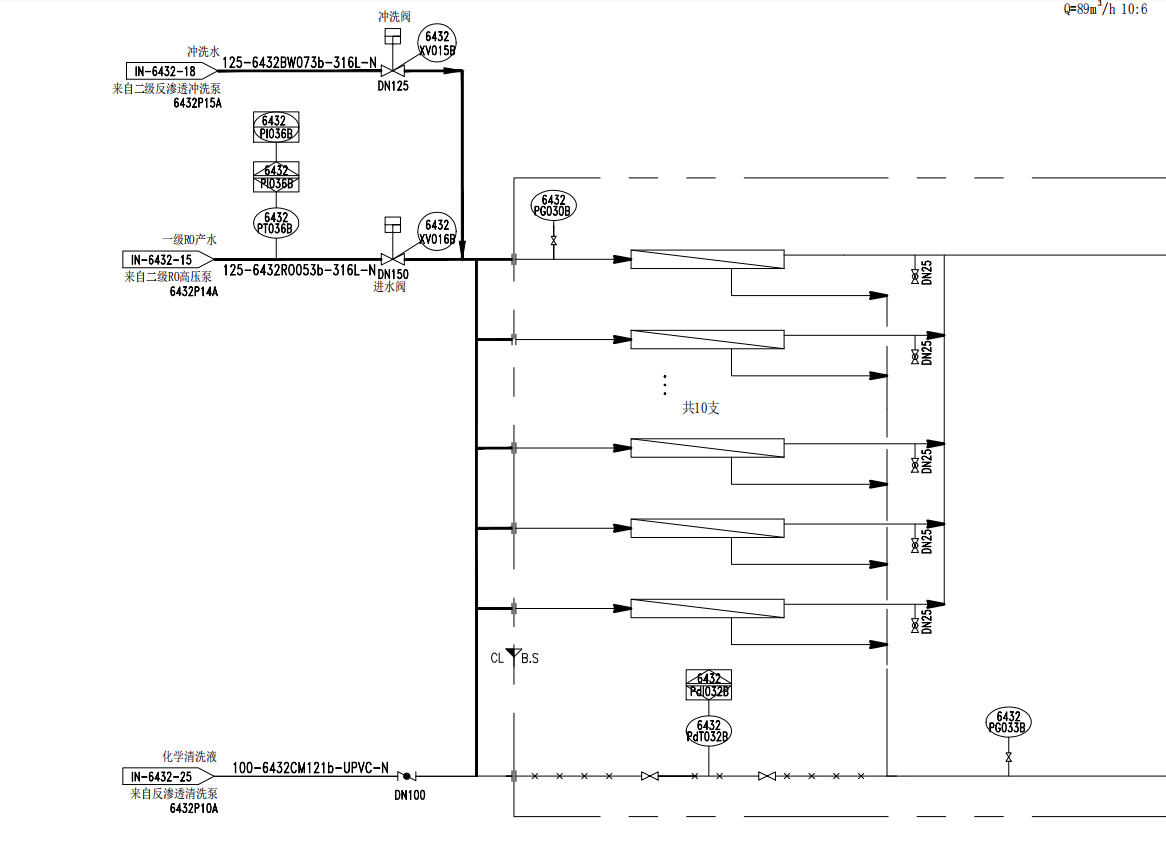 Q=89m³/h 10:6
冲洗阀
6432
XV015B
冲洗水
125-6432BW073b-316L-N
IN-6432-18
DN125
来自二级反渗透冲洗泵
6432P15A
6432
PI036B
6432
PI036B
6432
PG030B
6432
PT036B
6432
XV016B
一级RO产水
IN-6432-15
125-6432RO053b-316L-N
DN150
来自二级RO高压泵
进水阀
6432P14A
DN25
DN25
共10支
DN25
DN25
DN25
CL
B.S
6432
PdI032B
6432
PdT032B
6432
PG033B
化学清洗液
100-6432CM121b-UPVC-N
IN-6432-25
来自反渗透清洗泵
DN100
6432P10A